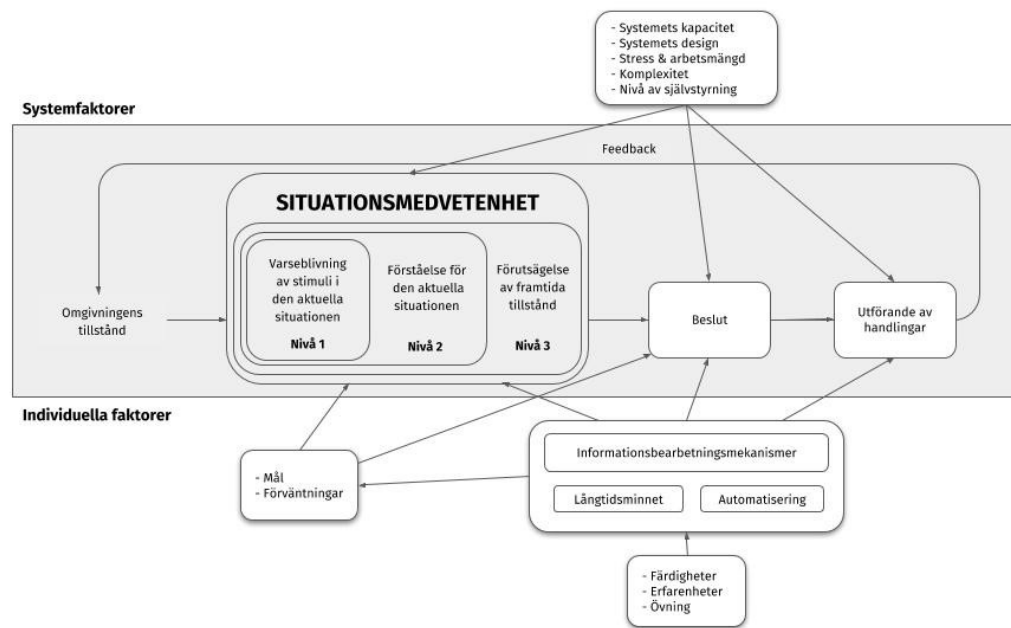 - Systemets kapacitet
- Systemets design
- Stress & arbetsmängd
- Komplexitet
- Nivå av självstyrning
Systemfaktorer
Feedback
SITUATIONSMEDVETENHET
Varseblivning
av stimuli i
den aktuella
situationen
Nivå 1
Förståelse för
den aktuella
situationen
Nivå 2
Förutsägelse
av framtida
tillstånd
Nivå 3
Omgivningens
tillstånd
Beslut
Utförande av
handlingar
Individuella faktorer
- Mål
- Förväntningar
Informationsbearbetningsmekanismer
Långtidsminnet
Automatisering
- Färdigheter
- Erfarenheter
- Övning